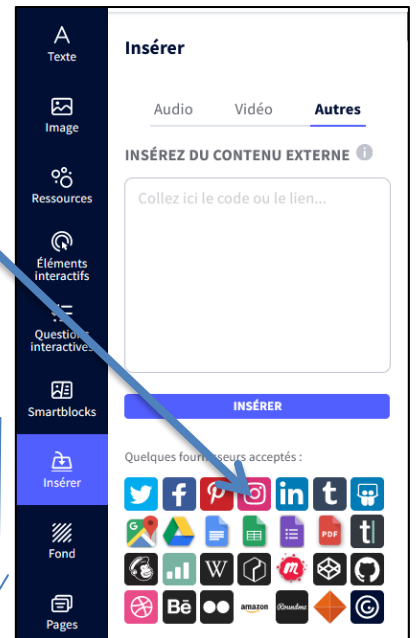 Texte
Image
Ressources
Éléments
interactifs
Questions
interactives
Smartblocks
Insérer
Fond
Pages
Insérer
Audio Vidéo Autres
INSÉREZ DU CONTENU EXTERNE
Collez ici le code ou le lien...
INSÉRER
Quelques fournisseurs acceptés :
PDF
Bē
amazon